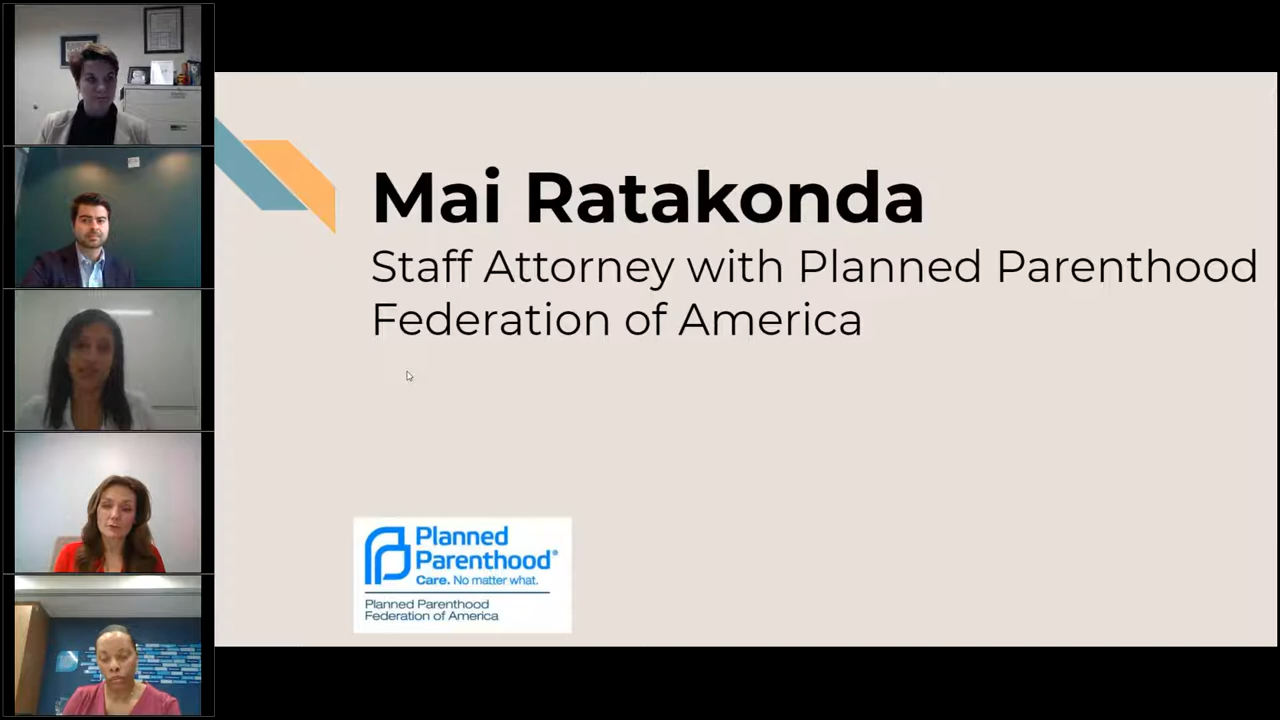 Mai Ratakonda
Staff Attorney with Planned Parenthood
Federation of America
Planned
Parenthood®
Care. No matter what.
Planned Parenthood
Federation of America